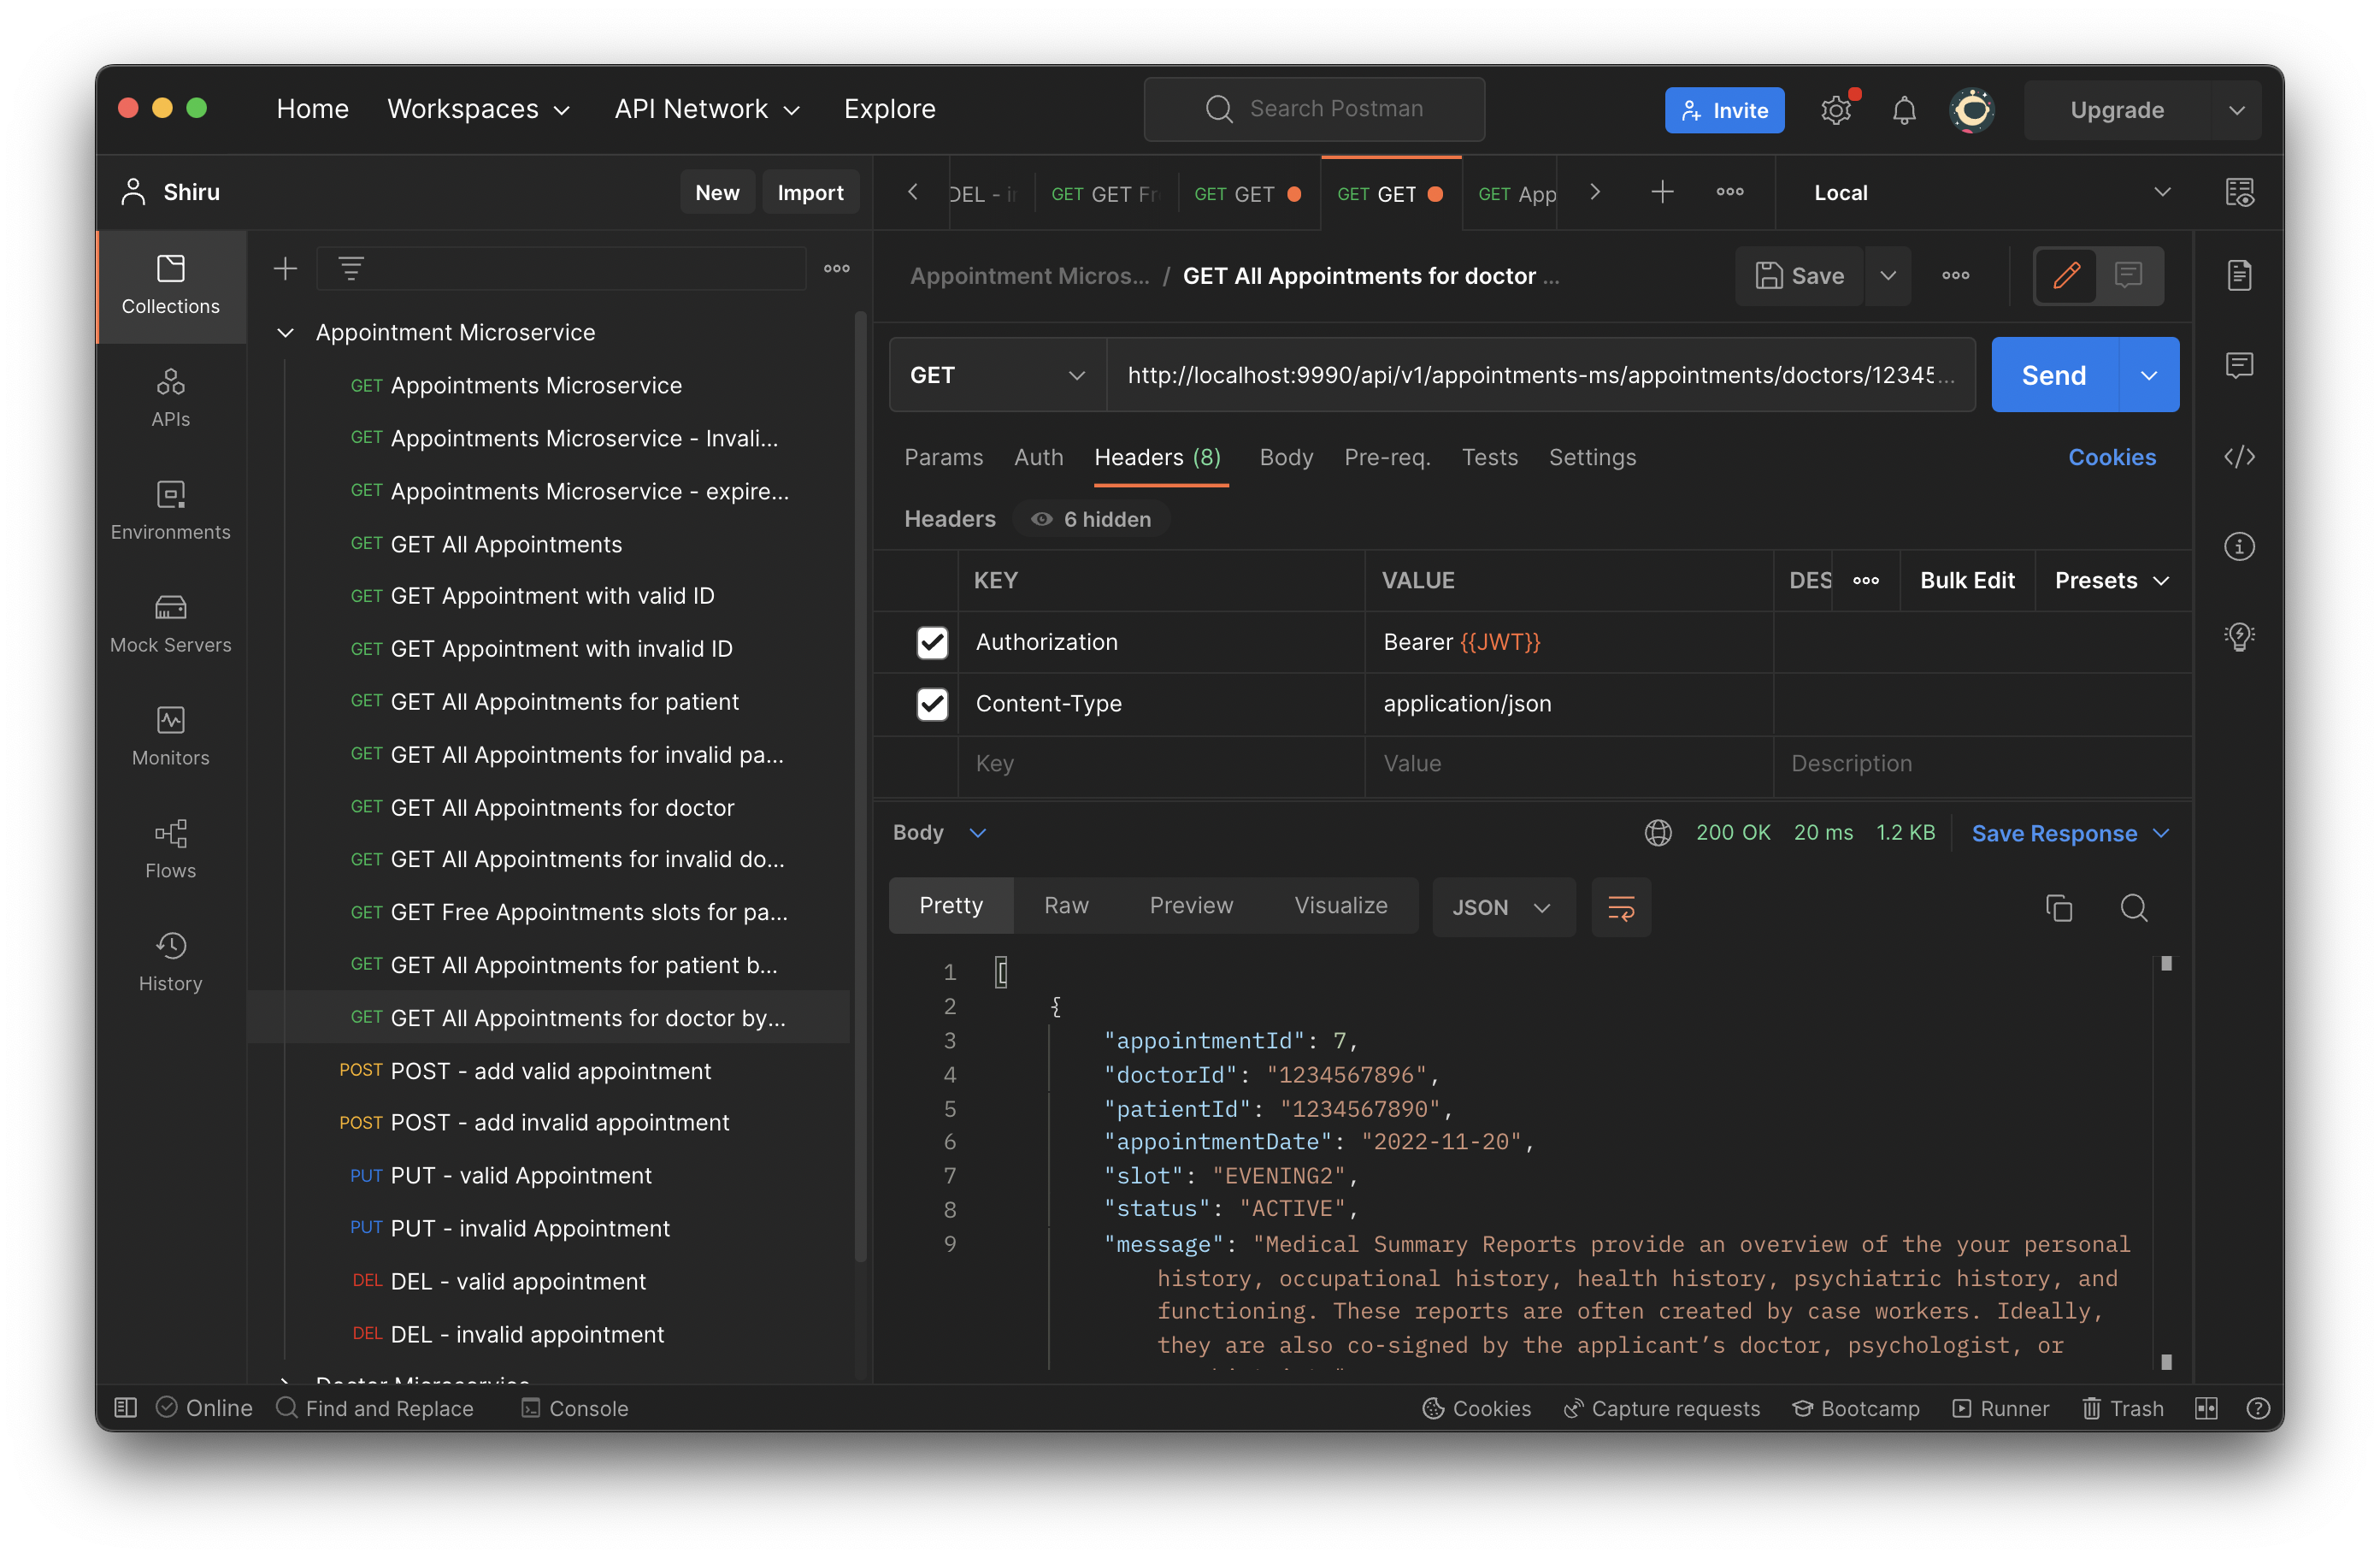 Home Workspaces API Network Explore Search Postman Invite Upgrade
Shiru New Import DEL - GET GET GET GET GET GET GET App Local
Collections
APIs
Environments
Mock Servers
Monitors
Flows
History
Appointment Microservice
GET Appointments Microservice
GET Appointments Microservice - Invali...
GET Appointments Microservice - expire...
GET GET All Appointments
GET GET Appointment with valid ID
GET GET Appointment with invalid ID
GET GET All Appointments for patient
GET GET All Appointments for invalid pa...
GET GET All Appointments for doctor
GET GET All Appointments for invalid do...
GET GET Free Appointments slots for pa...
GET GET All Appointments for patient b...
GET GET All Appointments for doctor by...
POST POST - add valid appointment
POST POST - add invalid appointment
PUT PUT - valid Appointment
PUT PUT - invalid Appointment
DEL DEL - valid appointment
DEL DEL - invalid appointment
Doctor Microservice
Appointment Micros... / GET All Appointments for doctor ... Save
GET http://localhost:9990/api/v1/appointments-ms/appointments/doctors/12345... Send
Params Auth Headers (8) Body Pre-req. Tests Settings Cookies
Headers 6 hidden
KEY VALUE DES Bulk Edit Presets
Authorization Bearer {{JWT}}
Content-Type application/json
Key Value Description
Body 200 OK 20 ms 1.2 KB Save Response
Pretty Raw Preview Visualize JSON
1 [
2 {
3 "appointmentId": 7,
4 "doctorId": "1234567896",
5 "patientId": "1234567890",
6 "appointmentDate": "2022-11-20",
7 "slot": "EVENING2",
8 "status": "ACTIVE",
9 "message": "Medical Summary Reports provide an overview of the your personal
history, occupational history, health history, psychiatric history, and
functioning. These reports are often created by case workers. Ideally,
they are also co-signed by the applicant’s doctor, psychologist, or
Online Find and Replace Console Cookies Capture requests Bootcamp Runner Trash